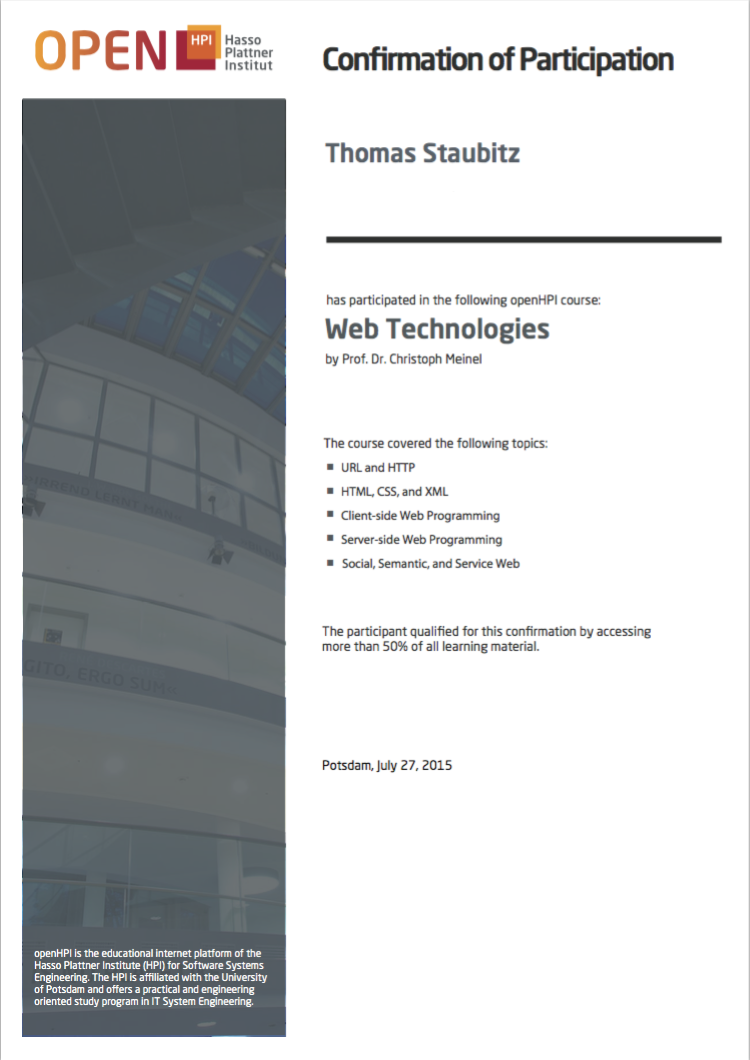 OPEN HPI Hasso
Plattner
Institut
Confirmation of Participation
Thomas Staubitz
has participated in the following openHPI course:
Web Technologies
by Prof. Dr. Christoph Meinel
The course covered the following topics:
URL and HTTP
HTML, CSS, and XML
Client-side Web Programming
Server-side Web Programming
Social, Semantic, and Service Web
The participant qualified for this confirmation by accessing
more than 50% of all learning material.
Potsdam, July 27, 2015
LERNT MAN
GITO, ERGO SUM
openHPI is the educational internet platform of the
Hasso Plattner Institute (HPI) for Software Systems
Engineering. The HPI is affiliated with the University
of Potsdam and offers a practical and engineering
oriented study program in IT System Engineering.